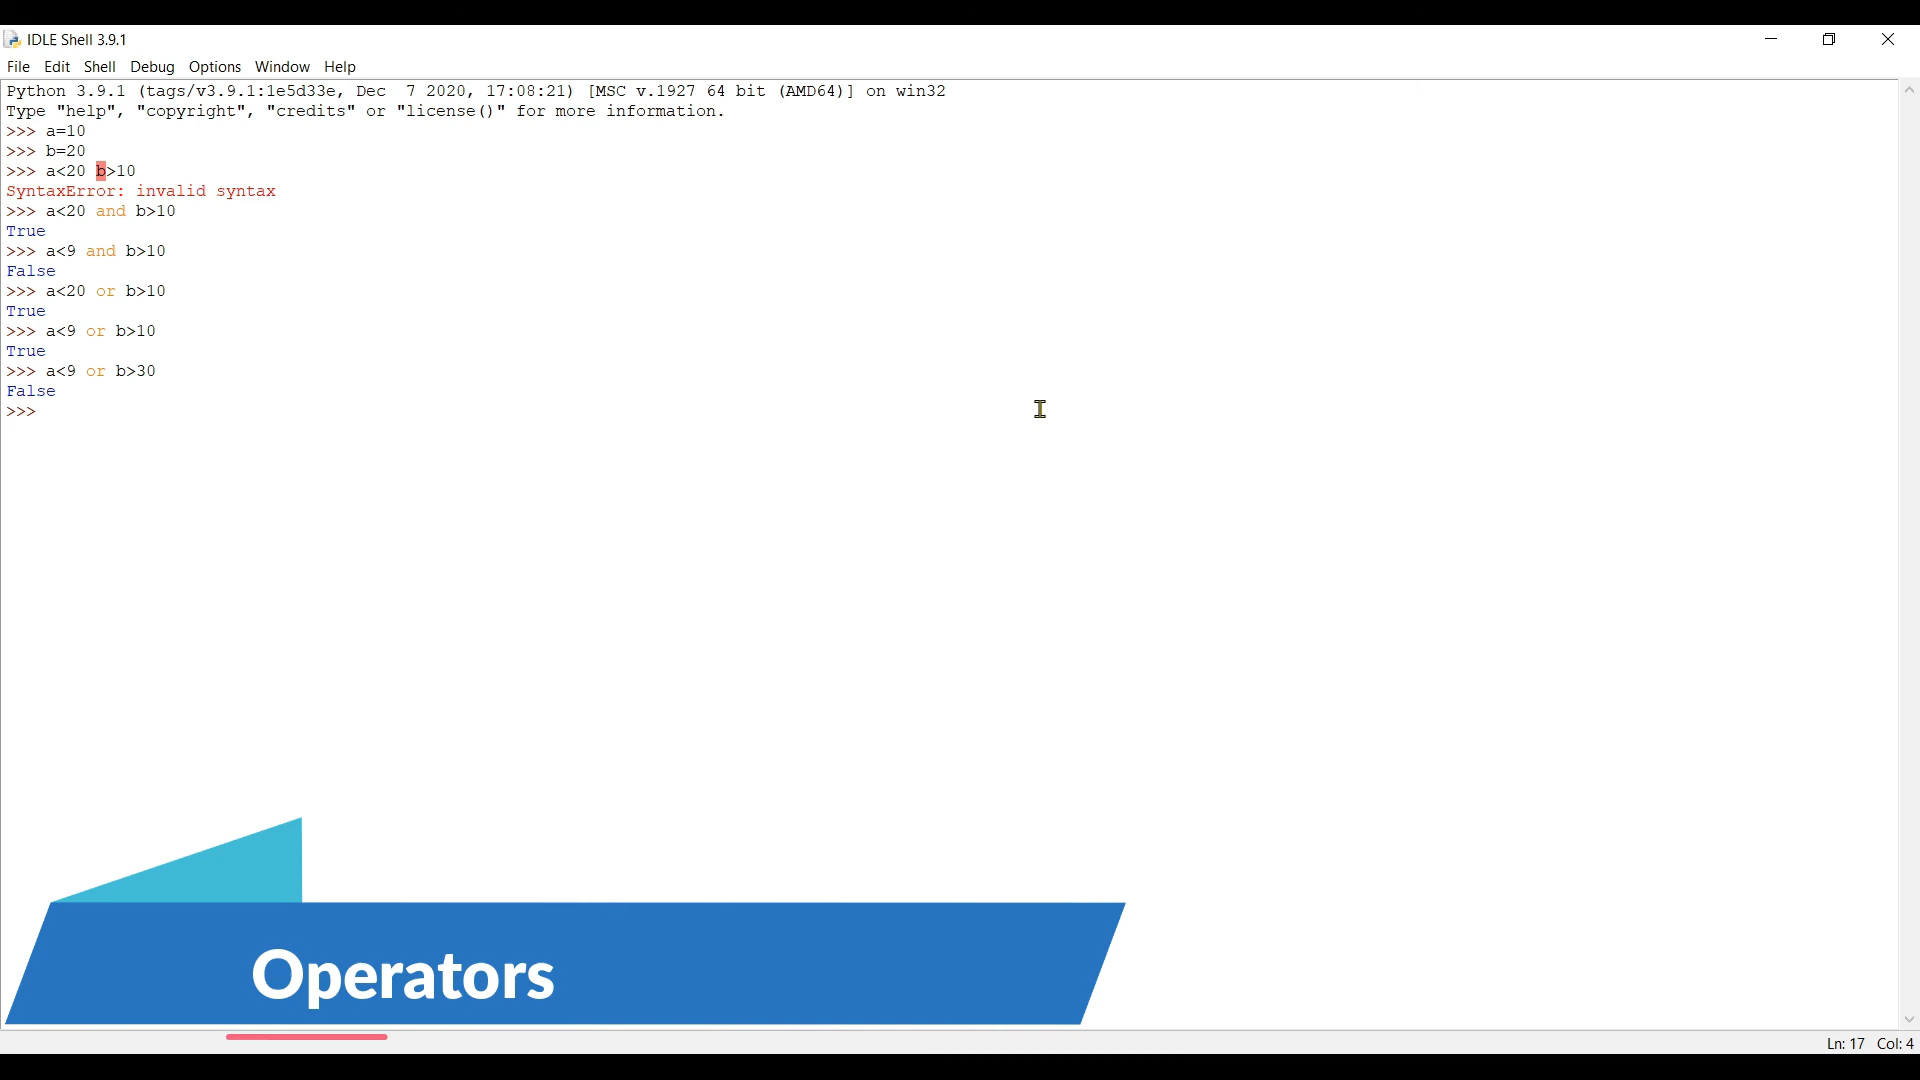 IDLE Shell 3.9.1
File Edit Shell Debug Options Window Help
Python 3.9.1 (tags/v3.9.1:1e5d33e, Dec  7 2020, 17:08:21) [MSC v.1927 64 bit (AMD64)] on win32
Type "help", "copyright", "credits" or "license()" for more information.
>>> a=10
>>> b=20
>>> a<20 b>10
SyntaxError: invalid syntax
>>> a<20 and b>10
True
>>> a<9 and b>10
False
>>> a<20 or b>10
True
>>> a<9 or b>10
True
>>> a<9 or b>30
False
>>>
Operators
Ln: 17 Col: 4